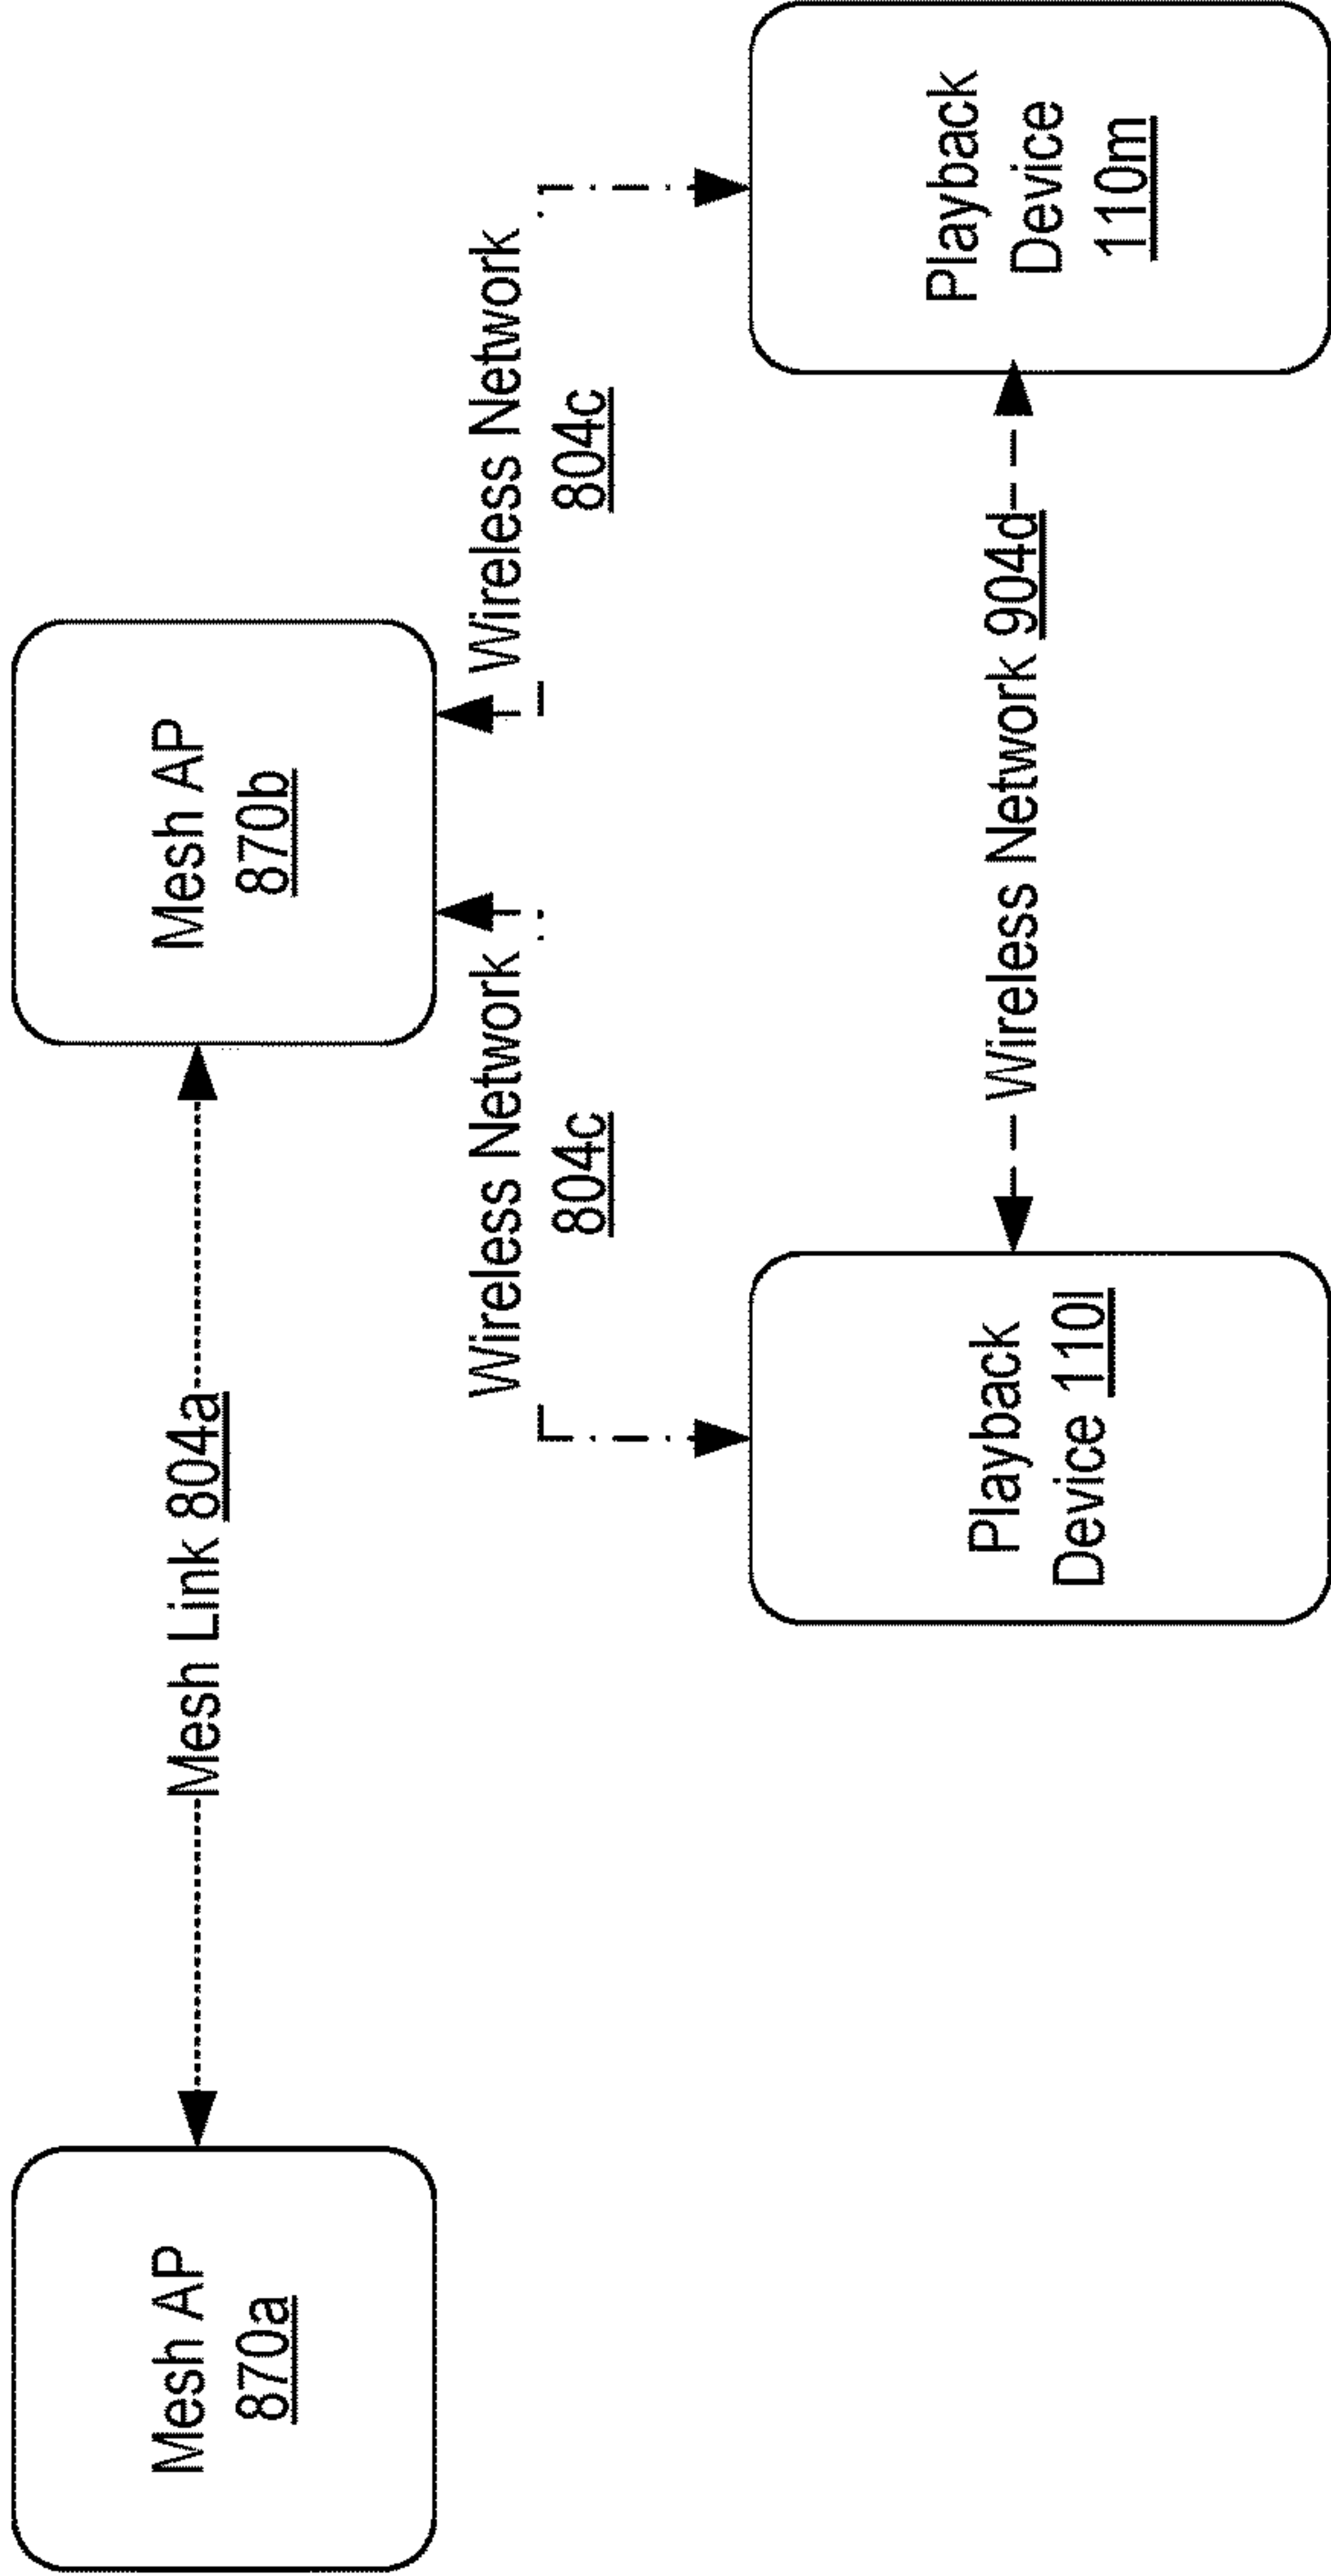 Mesh AP
870a
Mesh Link 804a
Mesh AP
870b
Wireless Network
804c
Wireless Network
804c
Playback
Device 110l
Wireless Network 904d
Playback
Device
110m